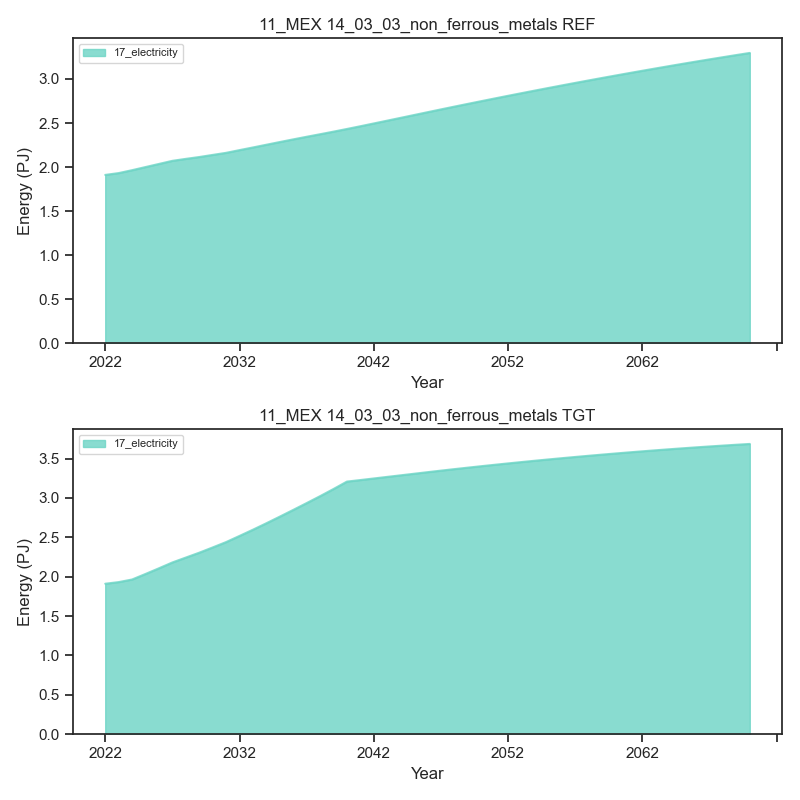 11_MEX 14_03_03_non_ferrous_metals REF
17_electricity
Energy (PJ)
3.0
2.5
2.0
1.5
1.0
0.5
0.0
2022 2032 2042 2052 2062
Year
11_MEX 14_03_03_non_ferrous_metals TGT
17_electricity
Energy (PJ)
3.5
3.0
2.5
2.0
1.5
1.0
0.5
0.0
2022 2032 2042 2052 2062
Year